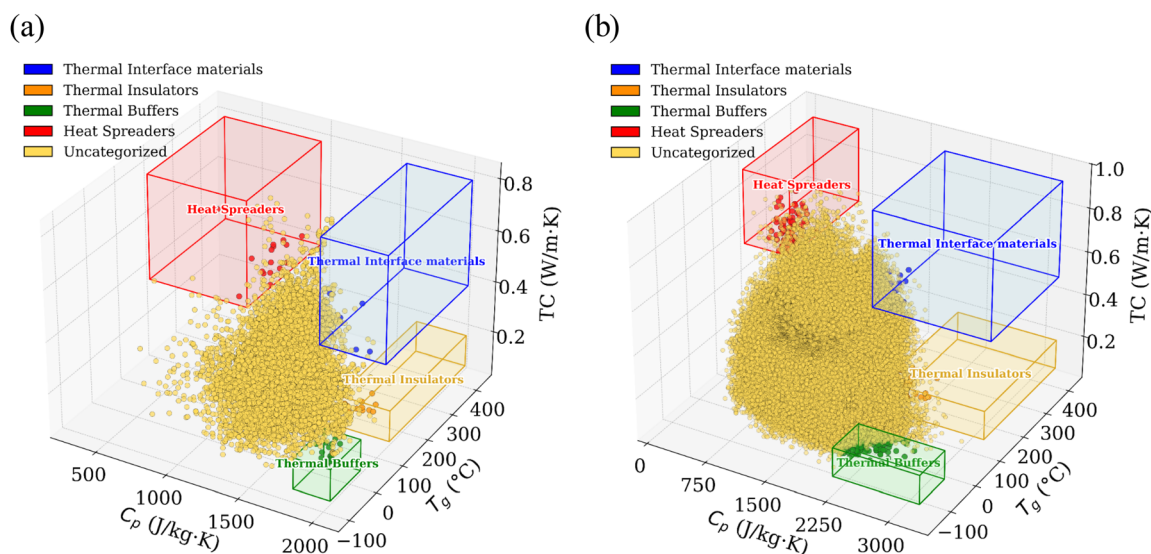 (a)
Thermal Interface materials
Thermal Insulators
Thermal Buffers
Heat Spreaders
Uncategorized
Heat Spreaders
Thermal Interface materials
Thermal Insulators
Thermal Buffers
0.8
0.6
0.4
0.2
TC (W/m·K)
500
1000
1500
2000
C_p (J/kg·K)
−100
0
100
200
300
400
T_g (°C)
(b)
Thermal Interface materials
Thermal Insulators
Thermal Buffers
Heat Spreaders
Uncategorized
Heat Spreaders
Thermal Interface materials
Thermal Insulators
Thermal Buffers
1.0
0.8
0.6
0.4
0.2
TC (W/m·K)
0
750
1500
2250
3000
C_p (J/kg·K)
−100
0
100
200
300
400
T_g (°C)